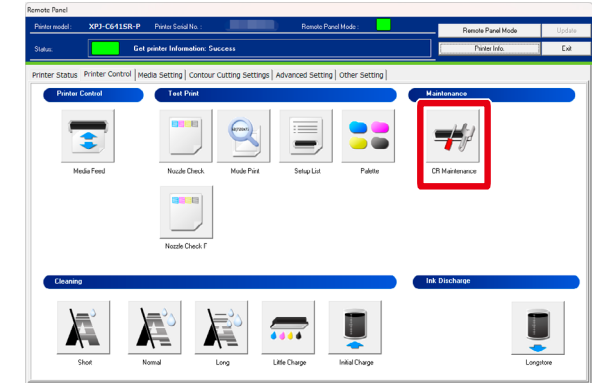 Remote Panel
Printer model : XPJ-C641SR-P Printer Serial No. : Remote Panel Mode :
Remote Panel Mode Update
Status: Get printer Information: Success
Printer Info. Exit
Printer Status Printer Control Media Setting Contour Cutting Settings Advanced Setting Other Setting
Printer Control Test Print Maintenance
Media Feed Nozzle Check Mode Print Setup List Palette CR Maintenance
Nozzle Check F
Cleaning Ink Discharge
Short Normal Long Little Charge Initial Charge Longstore